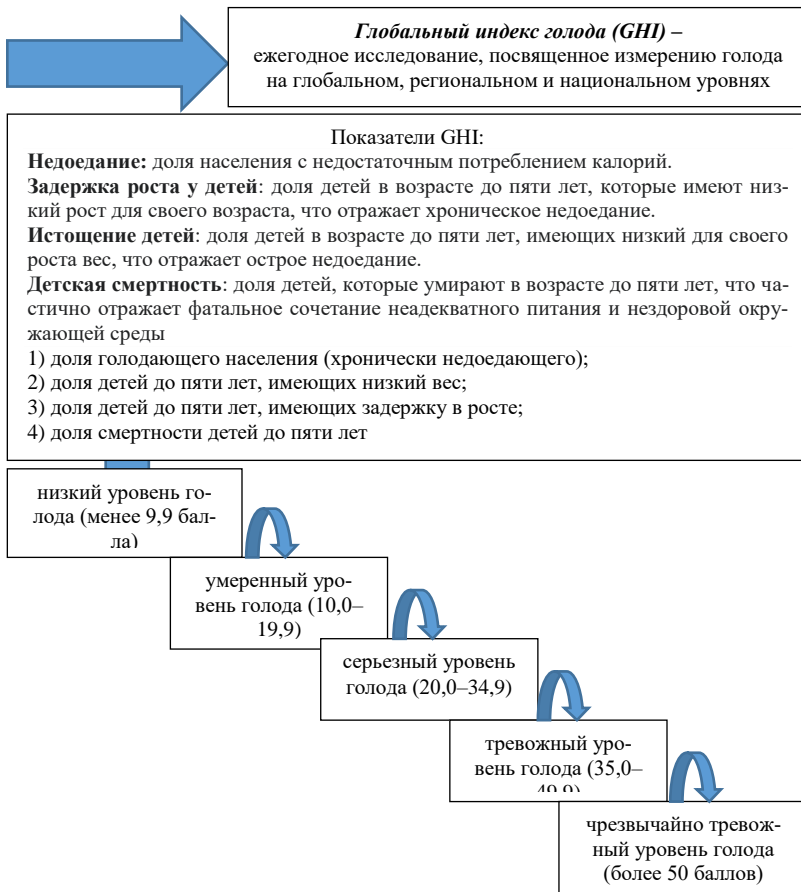 Глобальный индекс голода (GHI) –
ежегодное исследование, посвященное измерению голода
на глобальном, региональном и национальном уровнях
Показатели GHI:
Недоедание: доля населения с недостаточным потреблением калорий.
Задержка роста у детей: доля детей в возрасте до пяти лет, которые имеют низ-
кий рост для своего возраста, что отражает хроническое недоедание.
Истощение детей: доля детей в возрасте до пяти лет, имеющих низкий для своего
роста вес, что отражает острое недоедание.
Детская смертность: доля детей, которые умирают в возрасте до пяти лет, что ча-
стично отражает фатальное сочетание неадекватного питания и нездоровой окру-
жающей среды
1) доля голодающего населения (хронически недоедающего);
2) доля детей до пяти лет, имеющих низкий вес;
3) доля детей до пяти лет, имеющих задержку в росте;
4) доля смертности детей до пяти лет
низкий уровень го-
лода (менее 9,9 бал-
ла)
умеренный уро-
вень голода (10,0–
19,9)
серьезный уровень
голода (20,0–34,9)
тревожный уро-
вень голода (35,0–
49,9)
чрезвычайно тревож-
ный уровень голода
(более 50 баллов)